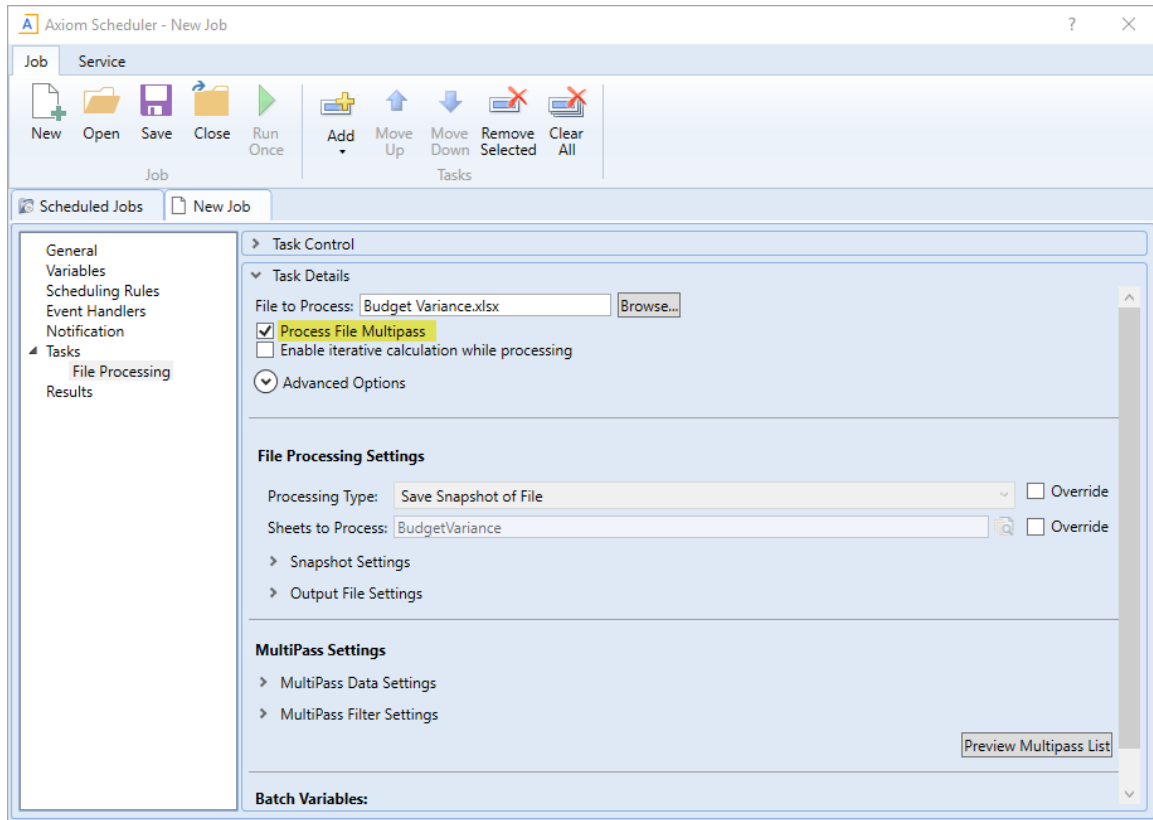 A Axiom Scheduler - New Job ?
Job Service
New Open Save Close Run Once Add Move Up Move Down Remove Selected Clear All
Job Tasks
Scheduled Jobs New Job
General
Variables
Scheduling Rules
Event Handlers
Notification
Tasks
File Processing
Results
Task Control
Task Details
File to Process: Budget Variance.xlsx Browse...
Process File Multipass
Enable iterative calculation while processing
Advanced Options
File Processing Settings
Processing Type: Save Snapshot of File Override
Sheets to Process: BudgetVariance Override
Snapshot Settings
Output File Settings
MultiPass Settings
MultiPass Data Settings
MultiPass Filter Settings
Preview Multipass List
Batch Variables: